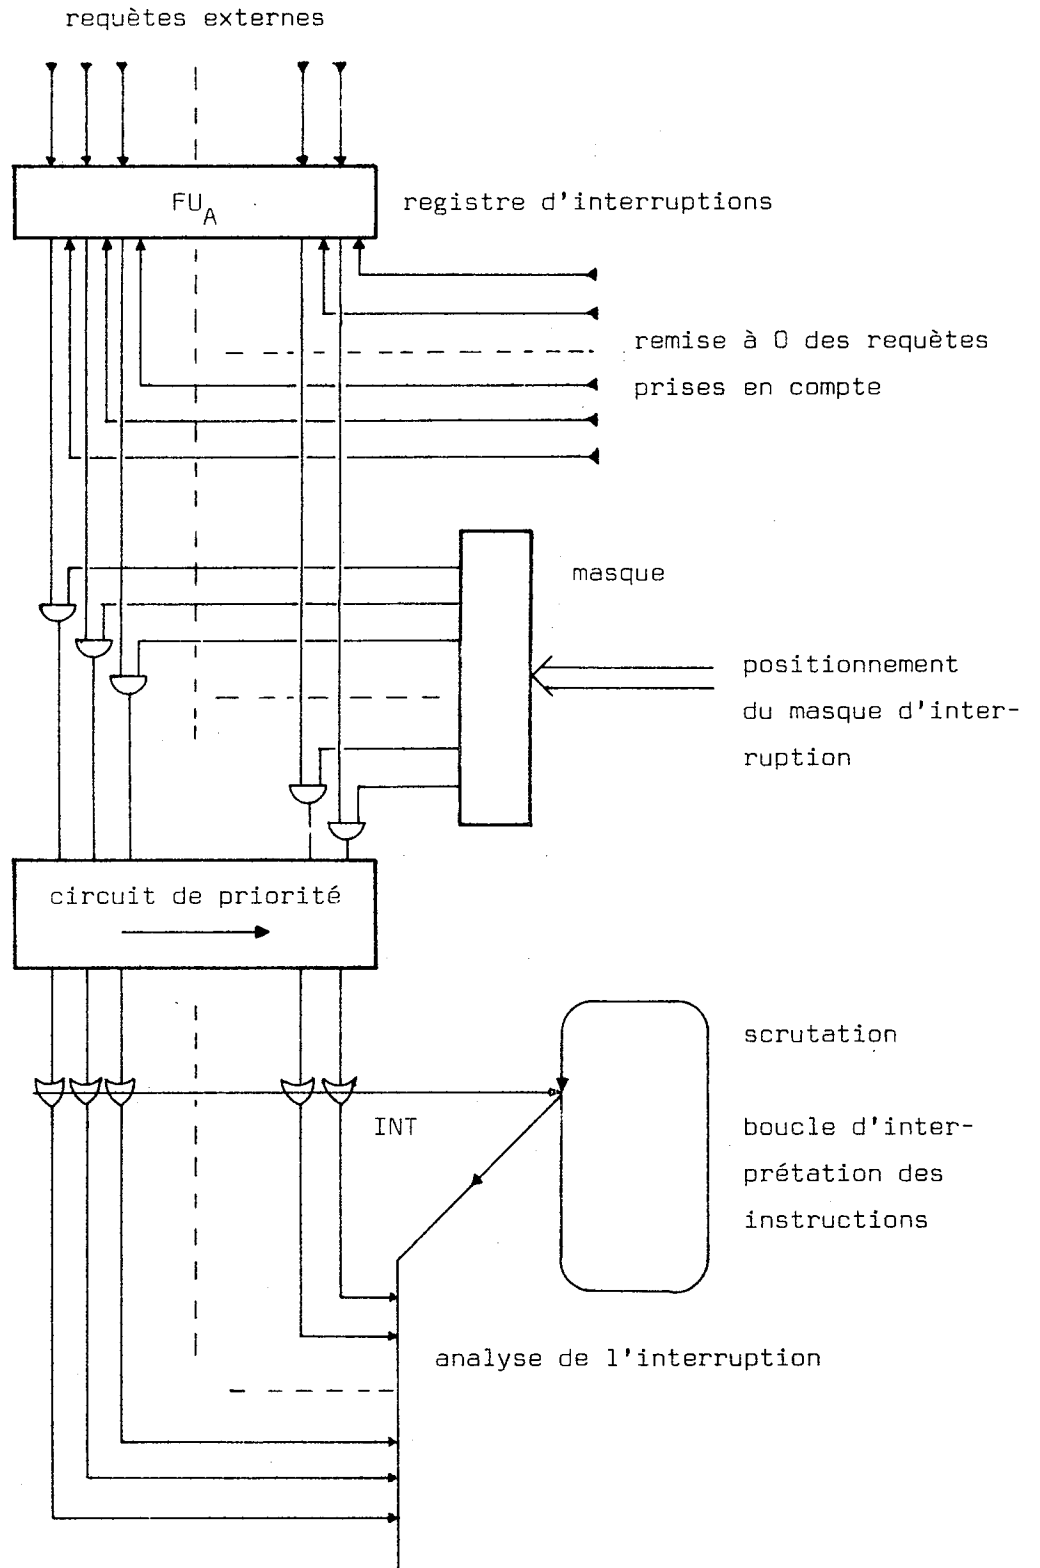 requètes externes
FU_A
registre d'interruptions
remise à 0 des requètes
prises en compte
masque
positionnement
du masque d'inter-
ruption
circuit de priorité
scrutation
INT
boucle d'inter-
prétation des
instructions
analyse de l'interruption